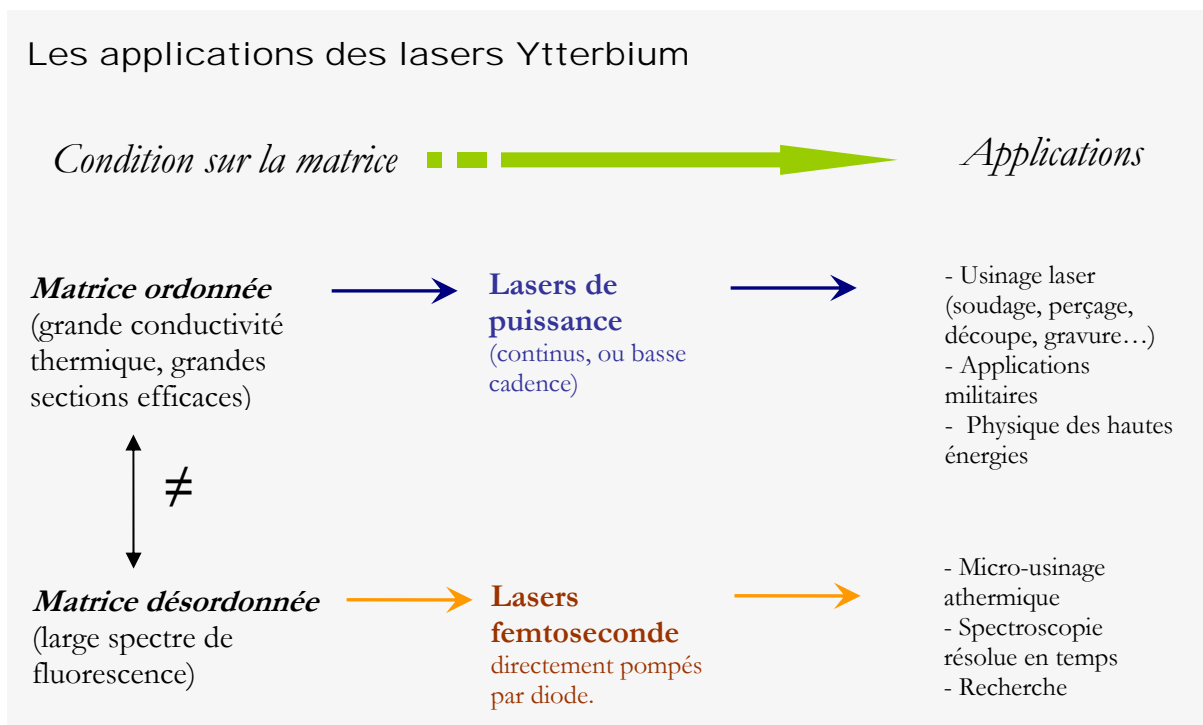 Les applications des lasers Ytterbium
Condition sur la matrice
Applications
Matrice ordonnée
(grande conductivité
thermique, grandes
sections efficaces)
Lasers de
puissance
(continus, ou basse
cadence)
- Usinage laser
(soudage, perçage,
découpe, gravure…)
- Applications
militaires
- Physique des hautes
énergies
≠
Matrice désordonnée
(large spectre de
fluorescence)
Lasers
femtoseconde
directement pompés
par diode.
- Micro-usinage
athermique
- Spectroscopie
résolue en temps
- Recherche